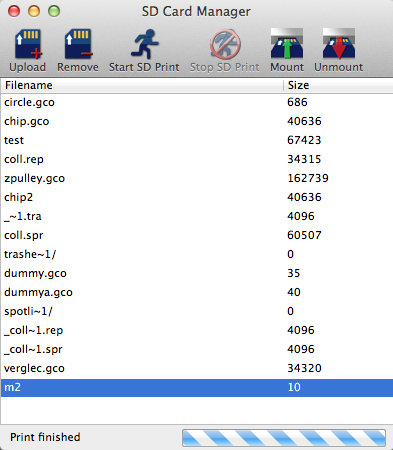 SD Card Manager
Upload Remove Start SD Print Stop SD Print Mount Unmount
Filename Size
circle.gco 686
chip.gco 40636
test 67423
coll.rep 34315
zpulley.gco 162739
chip2 40636
_~1.tra 4096
coll.spr 60507
trashe~1/ 0
dummy.gco 35
dummya.gco 40
spotli~1/ 0
_coll~1.rep 4096
_coll~1.spr 4096
verglec.gco 34320
m2 10
Print finished